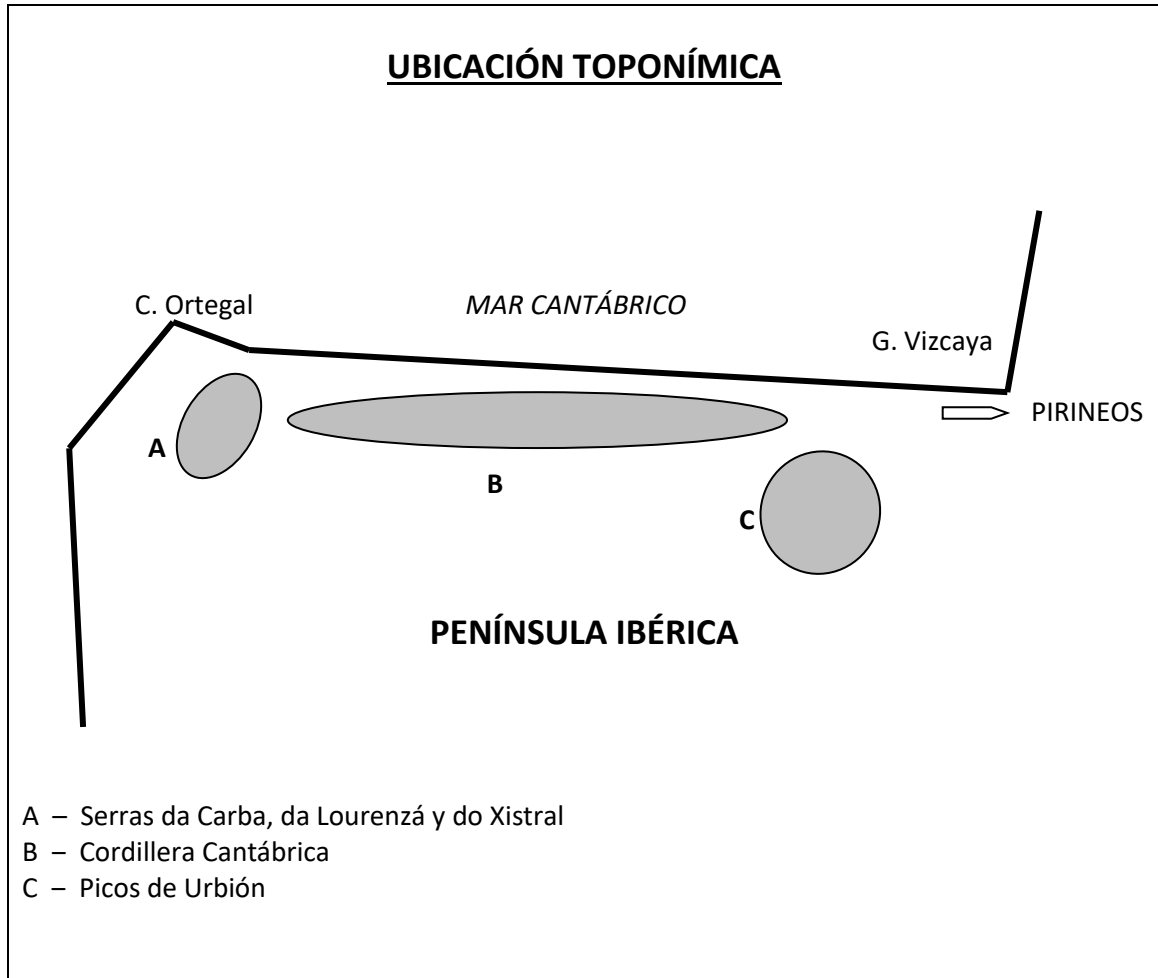 UBICACIÓN TOPONÍMICA
C. Ortegal
MAR CANTÁBRICO
G. Vizcaya
PIRINEOS
A
B
C
PENÍNSULA IBÉRICA
A – Serras da Carba, da Lourenzá y do Xistral
B – Cordillera Cantábrica
C – Picos de Urbión